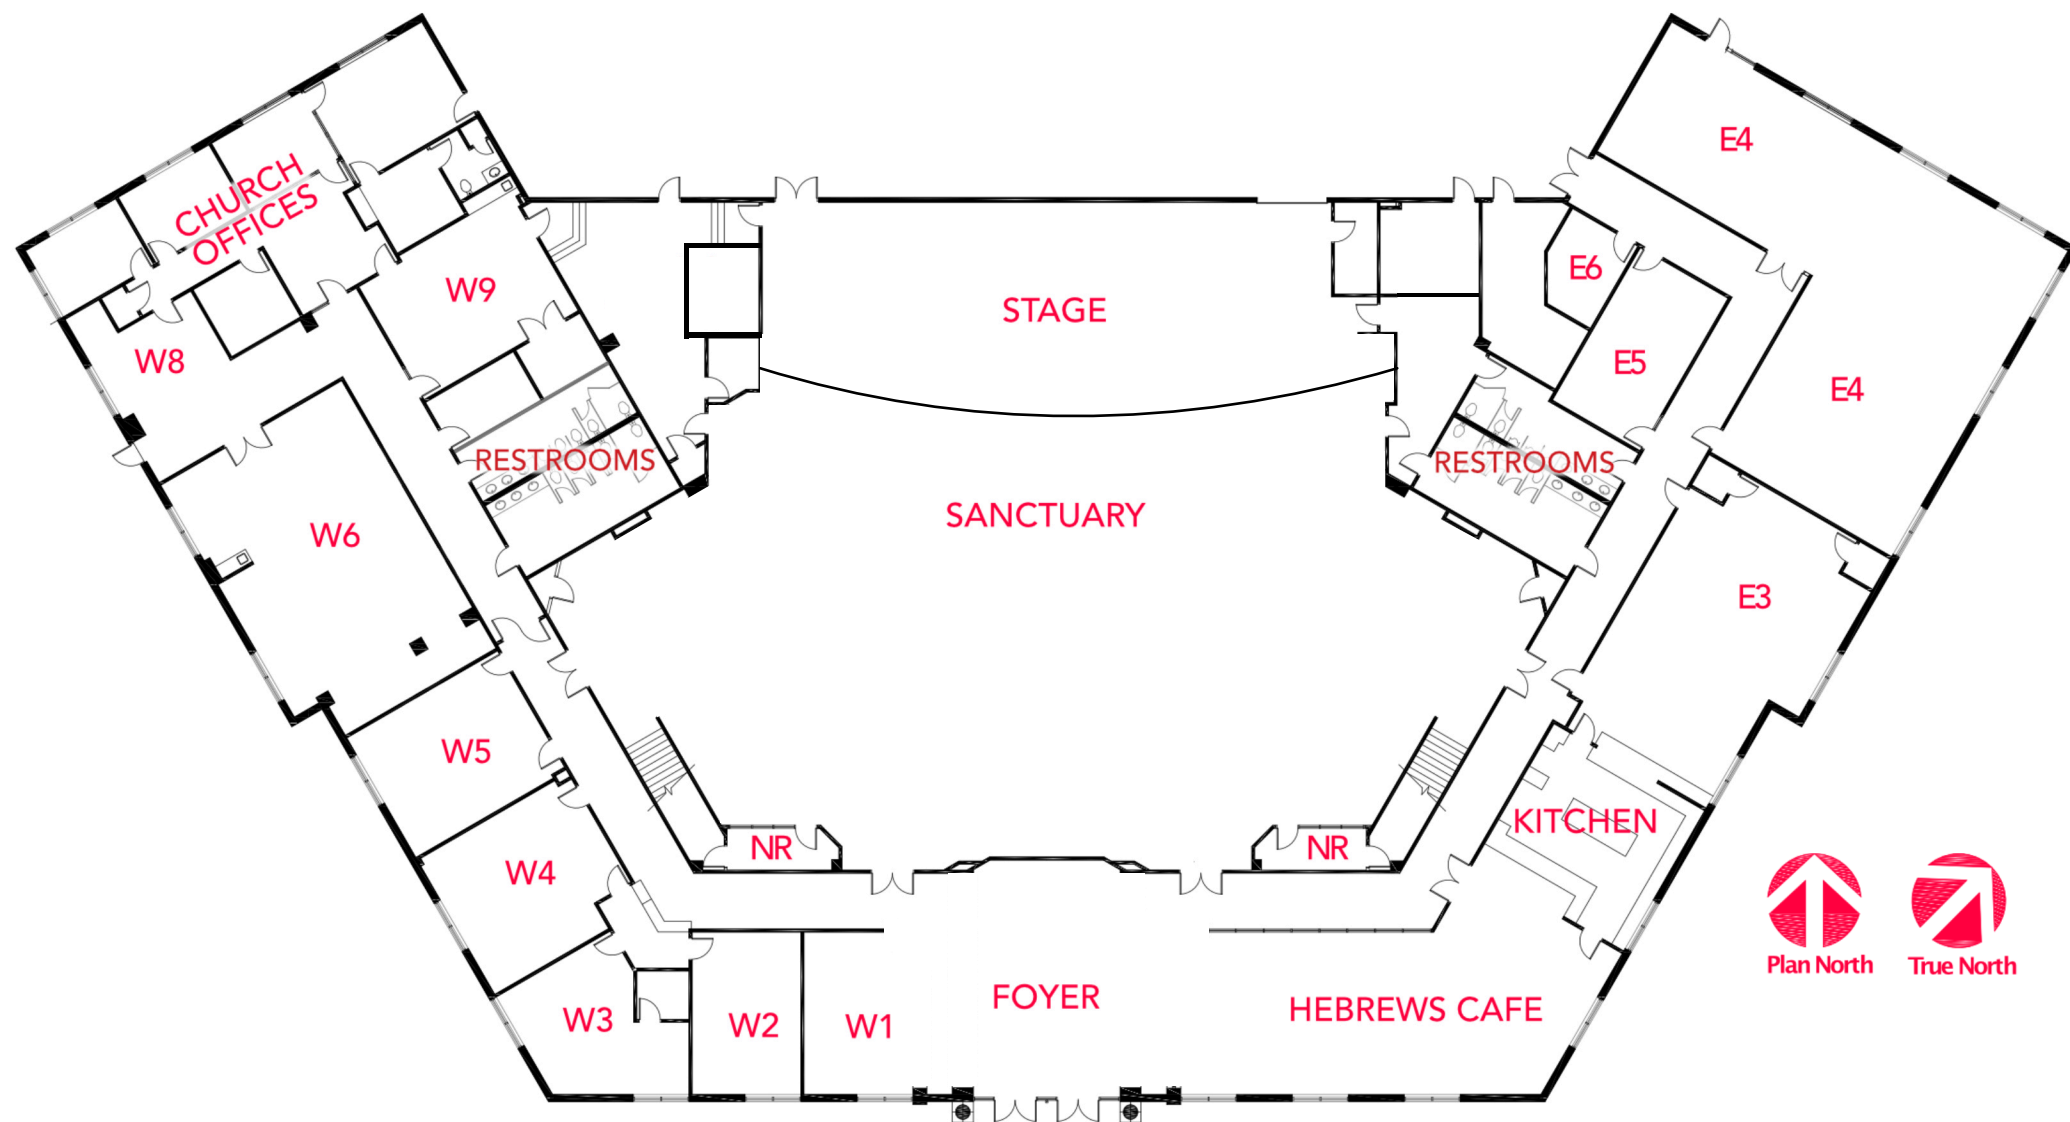 E4
CHURCH
OFFICES
E6
W9
STAGE
W8
E5
E4
RESTROOMS
RESTROOMS
SANCTUARY
W6
E3
W5
KITCHEN
NR
NR
W4
Plan North
True North
FOYER
HEBREWS CAFE
W3
W2
W1